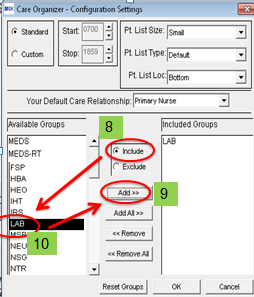 Care Organizer - Configuration Settings
Standard
Custom
Start: 0700
Stop: 1859
Pt. List Size: Small
Pt. List Type: Default
Pt. List Loc: Bottom
Your Default Care Relationship: Primary Nurse
Available Groups
8
Included Groups
MEDS
MEDS-RT
FSP
HBA
HEO
IHT
IRS
LAB
MSP
NEU
NSG
NTR
Include
Exclude
Add >>
9
Add All >>
10
<< Remove
<< Remove All
LAB
Reset Groups
OK
Cancel